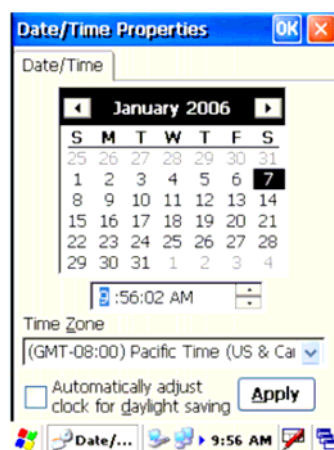 Date/Time Properties OK
Date/Time
January 2006
S M T W T F S
25 26 27 28 29 30 31
1 2 3 4 5 6 7
8 9 10 11 12 13 14
15 16 17 18 19 20 21
22 23 24 25 26 27 28
29 30 31 1 2 3 4
9 :56:02 AM
Time Zone
(GMT-08:00) Pacific Time (US & Ca
Automatically adjust
clock for daylight saving
Apply
Date/... 9:56 AM